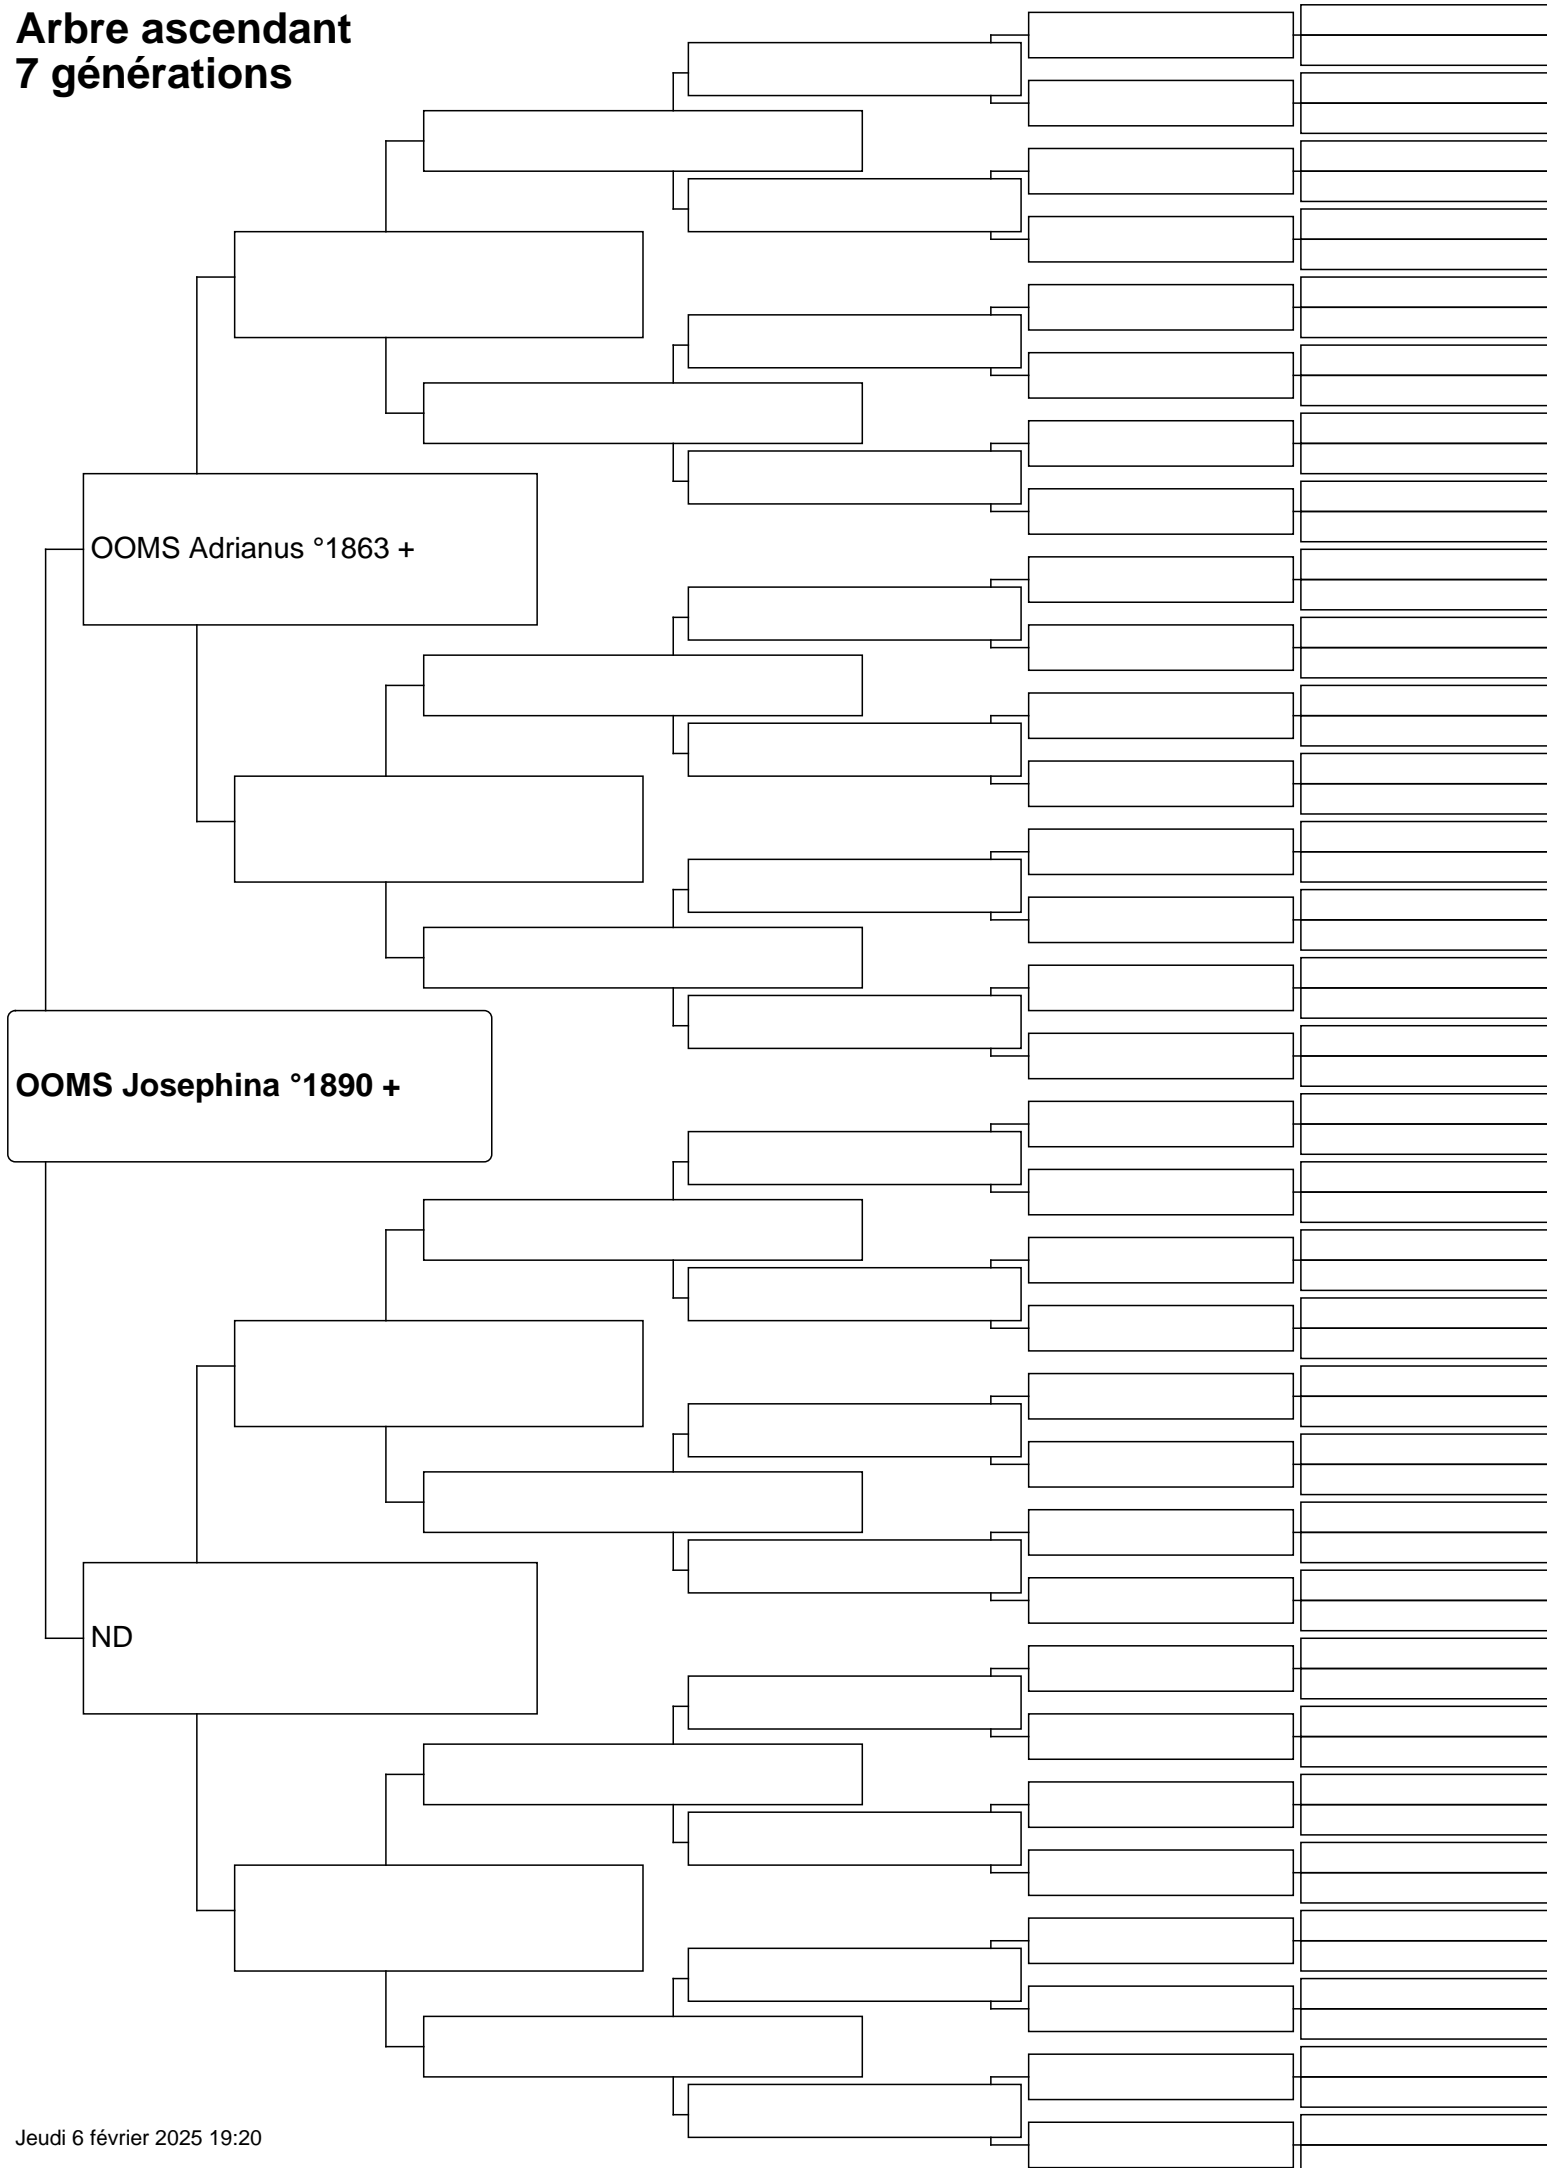 Arbre ascendant
7 générations
OOMS Adrianus °1863 +
OOMS Josephina °1890 +
ND
Jeudi 6 février 2025 19:20